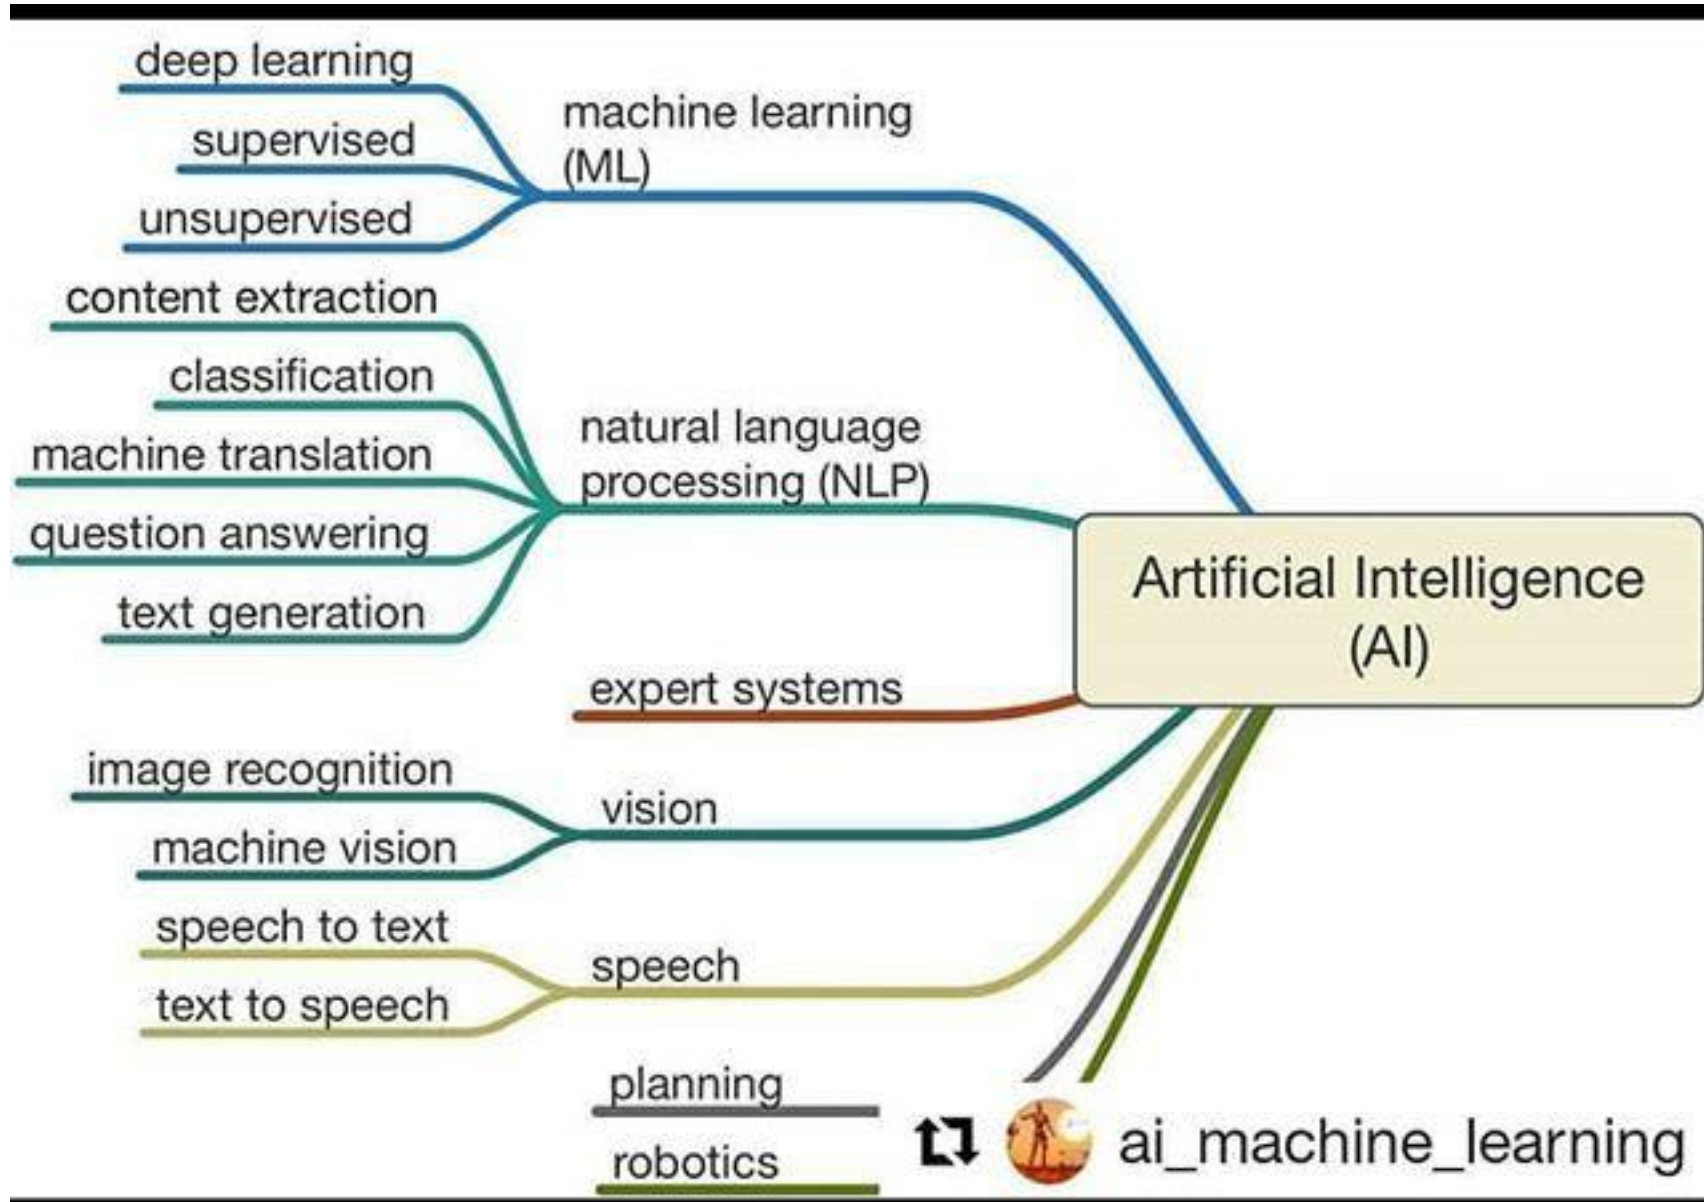 deep learning
supervised
unsupervised
machine learning
(ML)
content extraction
classification
machine translation
question answering
text generation
natural language
processing (NLP)
Artificial Intelligence
(AI)
expert systems
image recognition
machine vision
vision
speech to text
text to speech
speech
planning
robotics
ai_machine_learning